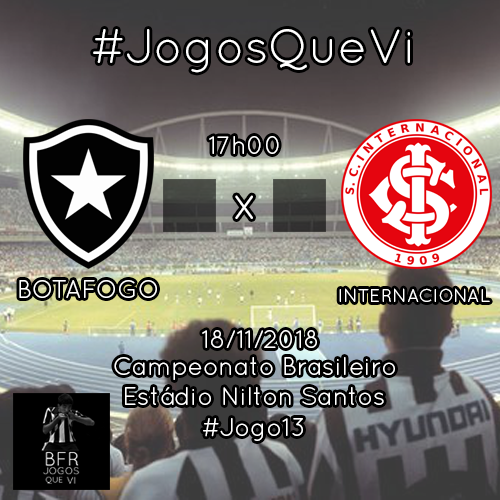 #JogosQueVi
17h00
x
S.C.INTERNACIONAL
1909
BOTAFOGO
INTERNACIONAL
18/11/2018
Campeonato Brasileiro
Estádio Nilton Santos
#Jogo13
HYUNDAI
BFR
JOGOS
QUE VI